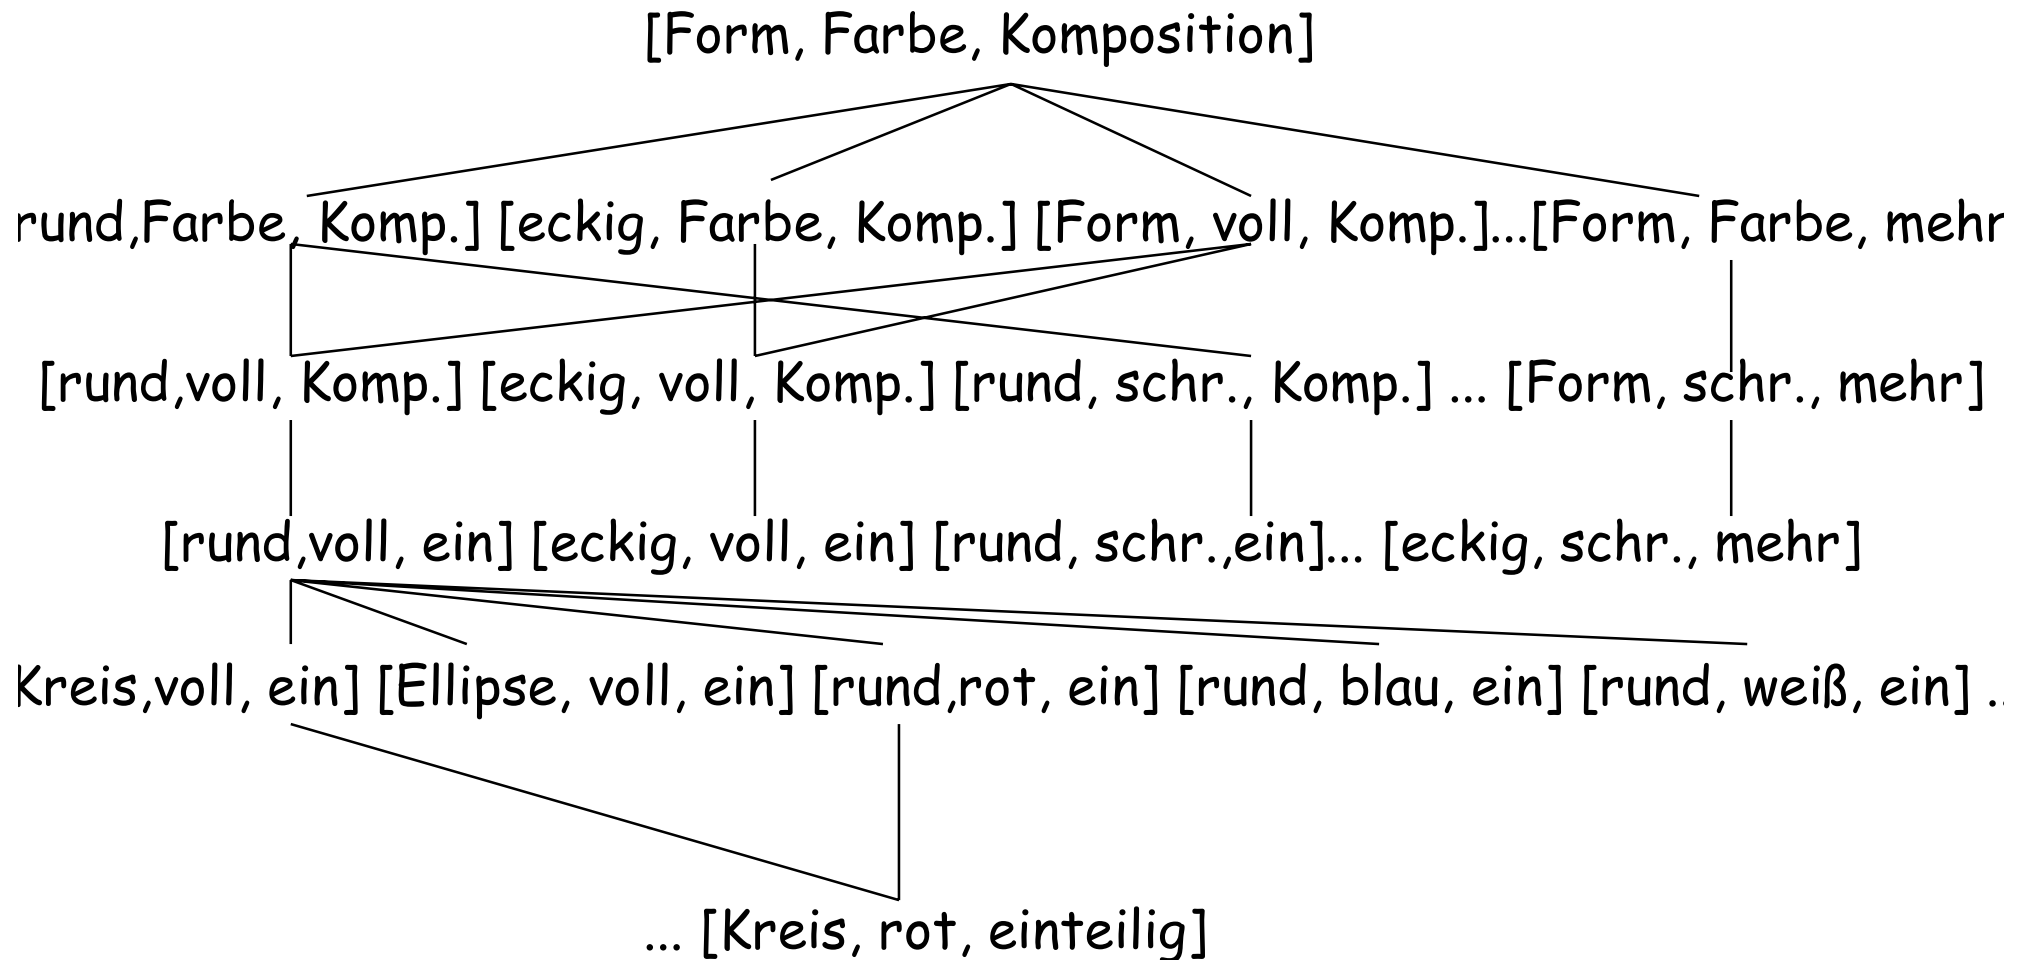 [Form, Farbe, Komposition]
rund,Farbe, Komp.] [eckig, Farbe, Komp.] [Form, voll, Komp.]...[Form, Farbe, mehr
[rund,voll, Komp.] [eckig, voll, Komp.] [rund, schr., Komp.] ... [Form, schr., mehr]
[rund,voll, ein] [eckig, voll, ein] [rund, schr.,ein]... [eckig, schr., mehr]
Kreis,voll, ein] [Ellipse, voll, ein] [rund,rot, ein] [rund, blau, ein] [rund, weiß, ein] ..
... [Kreis, rot, einteilig]